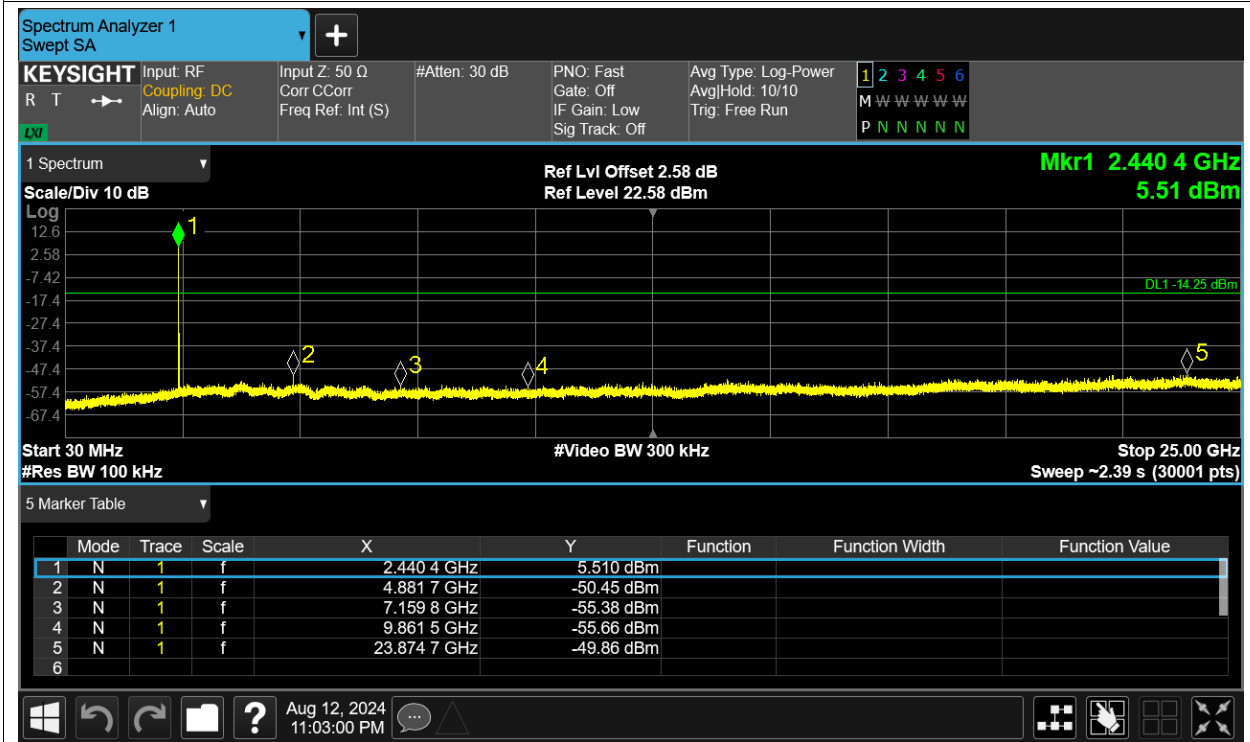 Spectrum Analyzer 1
Swept SA
KEYSIGHT Input: RF Input Z: 50 Ω #Atten: 30 dB PNO: Fast Avg Type: Log-Power 1 2 3 4 5 6
R T Coupling: DC Corr CCorr Gate: Off Avg|Hold: 10/10 M W W W W W
Align: Auto Freq Ref: Int (S) IF Gain: Low Trig: Free Run
LXI Sig Track: Off P N N N N N
1 Spectrum Ref Lvl Offset 2.58 dB Mkr1 2.440 4 GHz
Scale/Div 10 dB Ref Level 22.58 dBm 5.51 dBm
Log
1
12.6
2.58
-7.42
DL1 -14.25 dBm
-17.4
-27.4
-37.4
2 3 4 5
-47.4
-57.4
-67.4
Start 30 MHz #Video BW 300 kHz Stop 25.00 GHz
#Res BW 100 kHz Sweep ~2.39 s (30001 pts)
5 Marker Table
Mode Trace Scale X Y Function Function Width Function Value
1 N 1 f 2.440 4 GHz 5.510 dBm
2 N 1 f 4.881 7 GHz -50.45 dBm
3 N 1 f 7.159 8 GHz -55.38 dBm
4 N 1 f 9.861 5 GHz -55.66 dBm
5 N 1 f 23.874 7 GHz -49.86 dBm
6
? Aug 12, 2024
11:03:00 PM